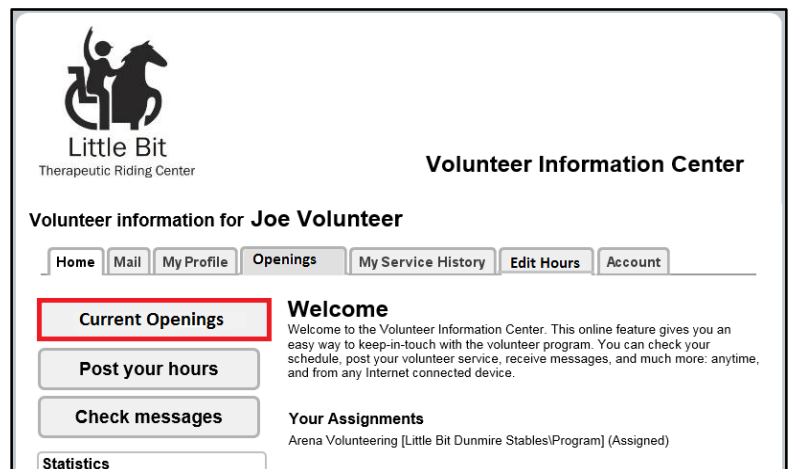 Little Bit
Therapeutic Riding Center
Volunteer Information Center
Volunteer information for Joe Volunteer
Home Mail My Profile Openings My Service History Edit Hours Account
Current Openings
Post your hours
Check messages
Statistics
Welcome
Welcome to the Volunteer Information Center. This online feature gives you an
easy way to keep-in-touch with the volunteer program. You can check your
schedule, post your volunteer service, receive messages, and much more: anytime,
and from any Internet connected device.
Your Assignments
Arena Volunteering [Little Bit Dunmire Stables\Program] (Assigned)